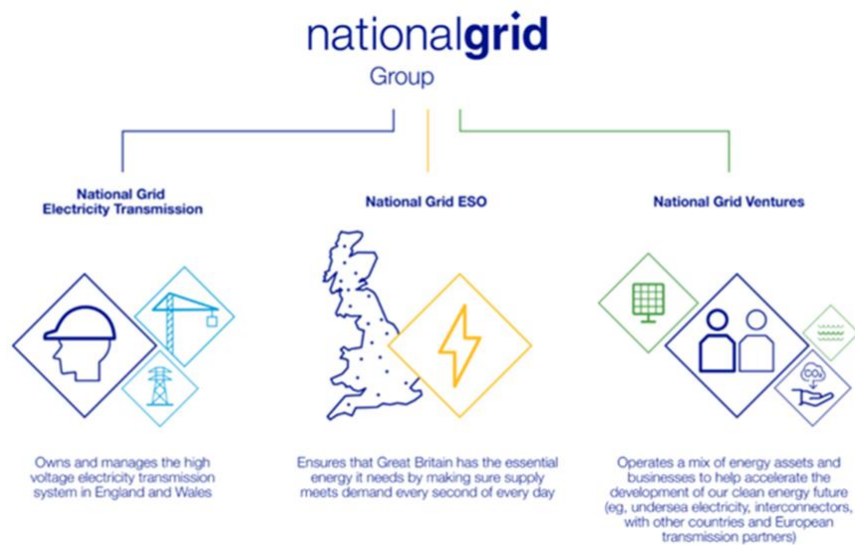 nationalgrid
Group
National Grid
Electricity Transmission
National Grid ESO
National Grid Ventures
CO₂
Owns and manages the high
voltage electricity transmission
system in England and Wales
Ensures that Great Britain has the essential
energy it needs by making sure supply
meets demand every second of every day
Operates a mix of energy assets and
businesses to help accelerate the
development of our clean energy future
(eg, undersea electricity, interconnectors,
with other countries and European
transmission partners)